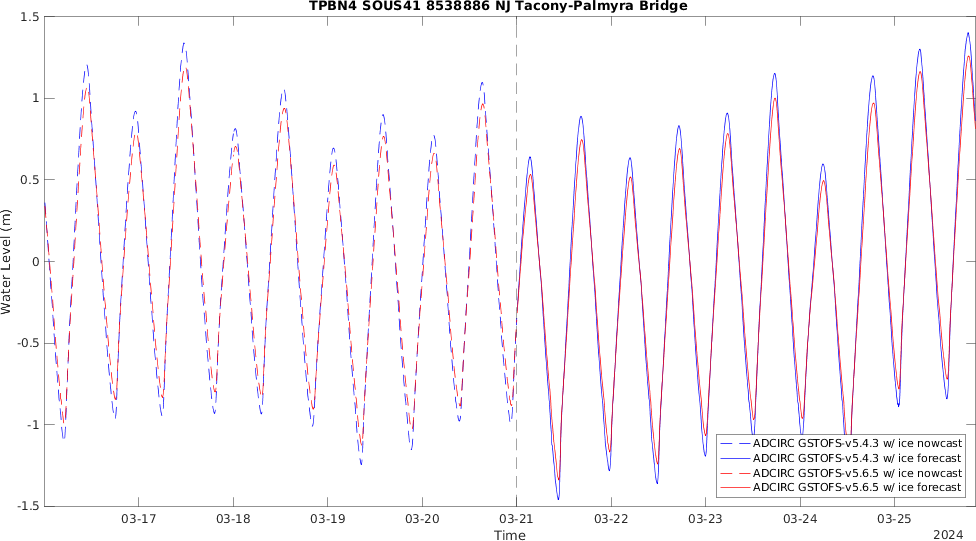 TPBN4 SOUS41 8538886 NJ Tacony-Palmyra Bridge
1.5
1
0.5
0
-0.5
-1
-1.5
Water Level (m)
ADCIRC GSTOFS-v5.4.3 w/ ice nowcast
ADCIRC GSTOFS-v5.4.3 w/ ice forecast
ADCIRC GSTOFS-v5.6.5 w/ ice nowcast
ADCIRC GSTOFS-v5.6.5 w/ ice forecast
03-17 03-18 03-19 03-20 03-21 03-22 03-23 03-24 03-25
Time
2024